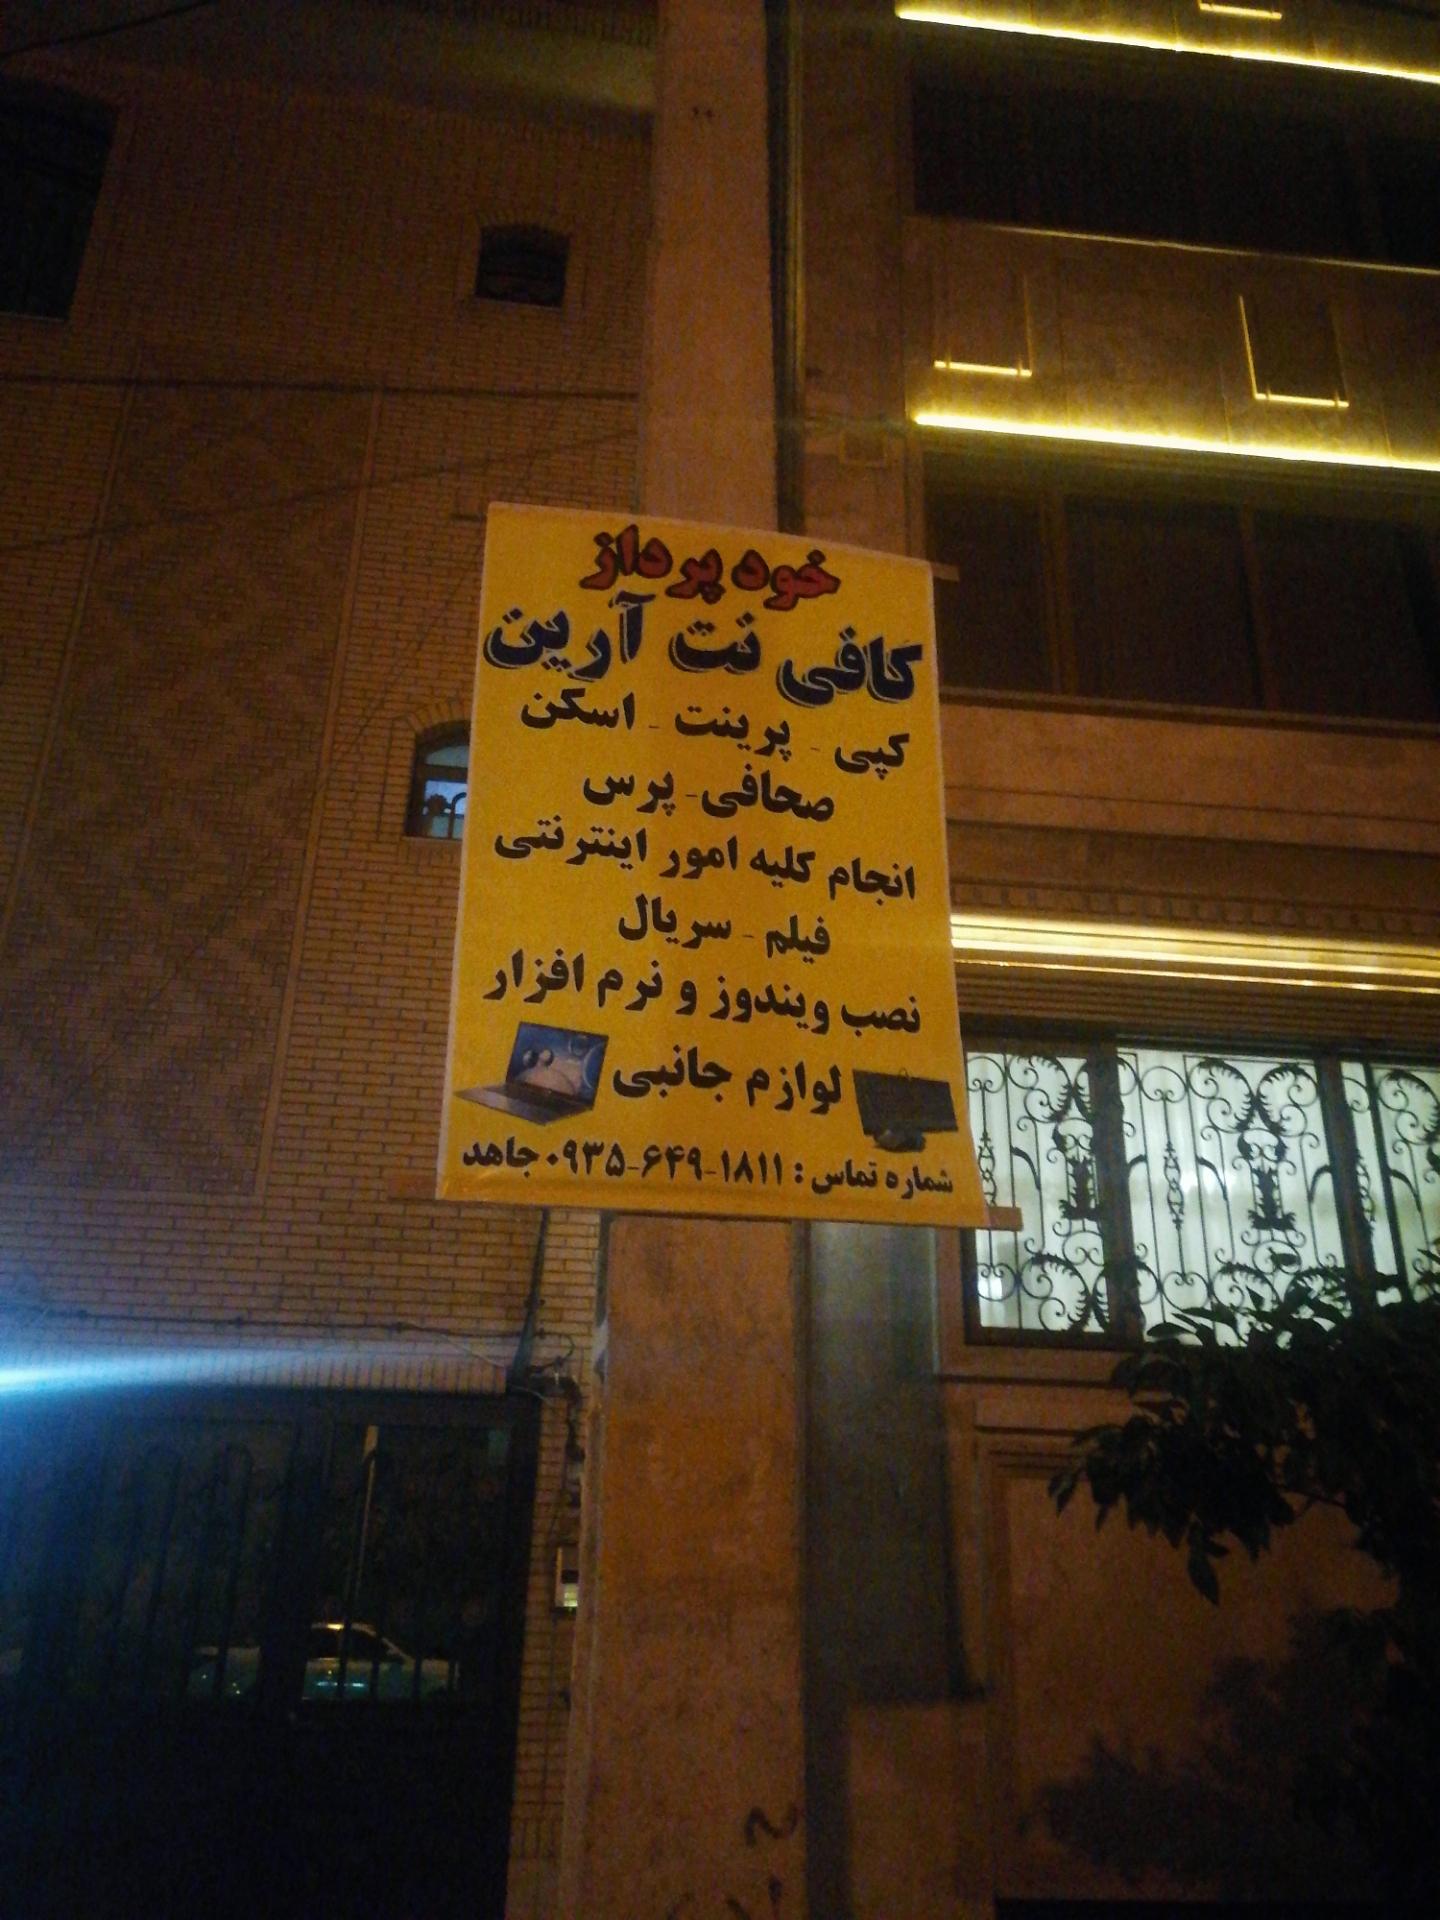 خود پرداز
کافی نت آرین
کپی - پرینت - اسکن
صحافی - پرس
انجام کلیه امور اینترنتی
فیلم - سریال
نصب ویندوز و نرم افزار
لوازم جانبی
شماره تماس : ۰۹۳۵-۶۴۹-۱۸۱۱ جاهد